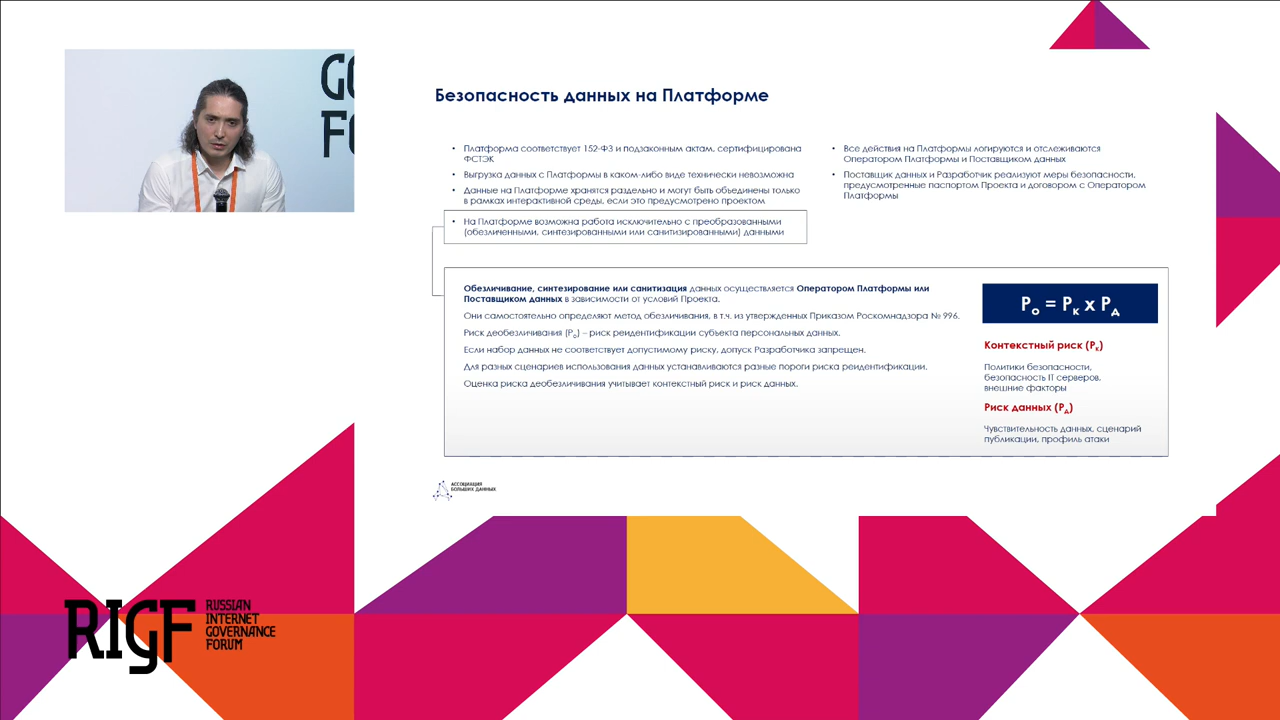 GO
FO
Безопасность данных на Платформе
• Платформа соответствует 152-ФЗ и подзаконным актам, сертифицирована
ФСТЭК
• Выгрузка данных с Платформы в каком-либо виде технически невозможна
• Данные на Платформе хранятся раздельно и могут быть объединены только
в рамках интерактивной среды, если это предусмотрено проектом
• На Платформе возможна работа исключительно с преобразованными
(обезличенными, синтезированными или санитизированными) данными
• Все действия на Платформы логируются и отслеживаются
Оператором Платформы и Поставщиком данных
• Поставщик данных и Разработчик реализуют меры безопасности,
предусмотренные паспортом Проекта и договором с Оператором
Платформы
Обезличивание, синтезирование или санитизация данных осуществляется Оператором Платформы или
Поставщиком данных в зависимости от условий Проекта.
Они самостоятельно определяют метод обезличивания, в т.ч. из утвержденных Приказом Роскомнадзора № 996.
Риск деобезличивания (Ро) – риск реидентификации субъекта персональных данных.
Если набор данных не соответствует допустимому риску, допуск Разработчика запрещен.
Для разных сценариев использования данных устанавливаются разные пороги риска реидентификации.
Оценка риска деобезличивания учитывает контекстный риск и риск данных.
Ро = Рк х Рд
Контекстный риск (Рк)
Политики безопасности,
безопасность IT серверов,
внешние факторы
Риск данных (Рд)
Чувствительность данных, сценарий
публикации, профиль атаки
АССОЦИАЦИЯ
БОЛЬШИХ ДАННЫХ
RIGF
RUSSIAN
INTERNET
GOVERNANCE
FORUM